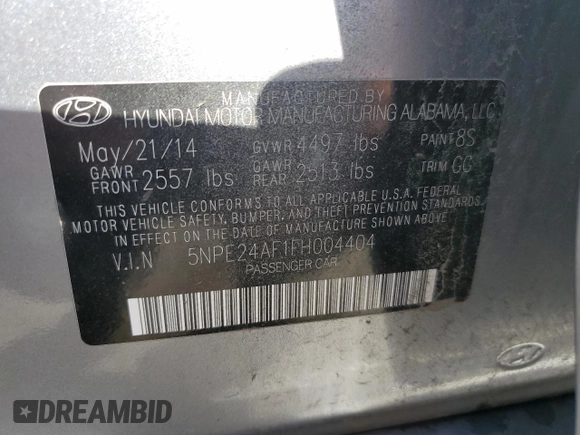 MANUFACTURED BY
HYUNDAI MOTOR MANUFACTURING ALABAMA, LLC
May/21/14 GVWR 4497 lbs PAINT 8S
GAWR FRONT 2557 lbs GAWR REAR 2513 lbs TRIM GG
THIS VEHICLE CONFORMS TO ALL APPLICABLE U.S.A. FEDERAL
MOTOR VEHICLE SAFETY, BUMPER, AND THEFT PREVENTION STANDARDS
IN EFFECT ON THE DATE OF MANUFACTURE SHOWN ABOVE.
V.I.N 5NPE24AF1FH004404
PASSENGER CAR
DREAMBID